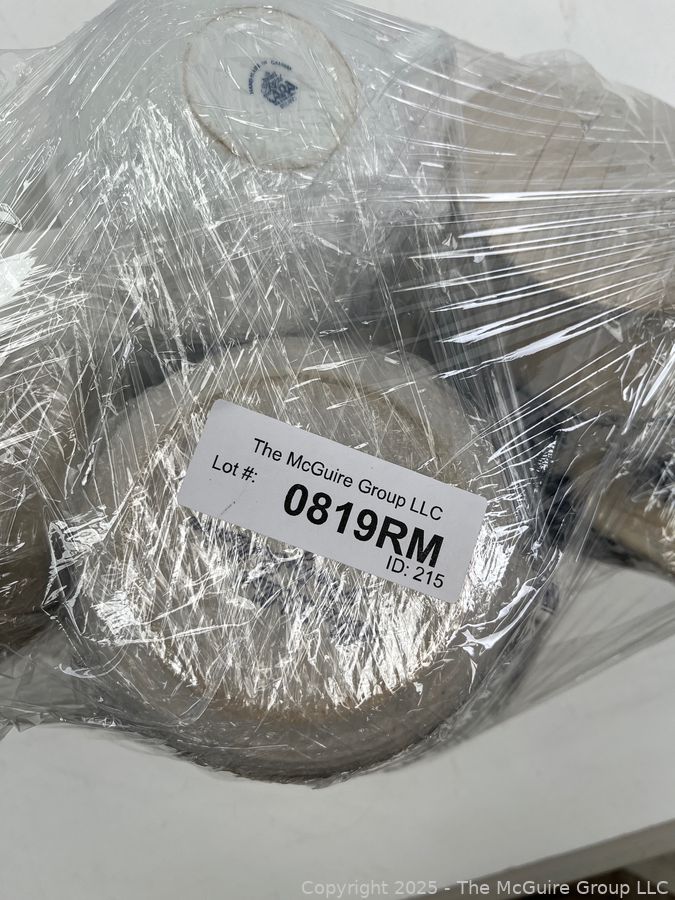 The McGuire Group LLC
Lot #:
0819RM
ID: 215
Copyright 2025 - The McGuire Group LLC